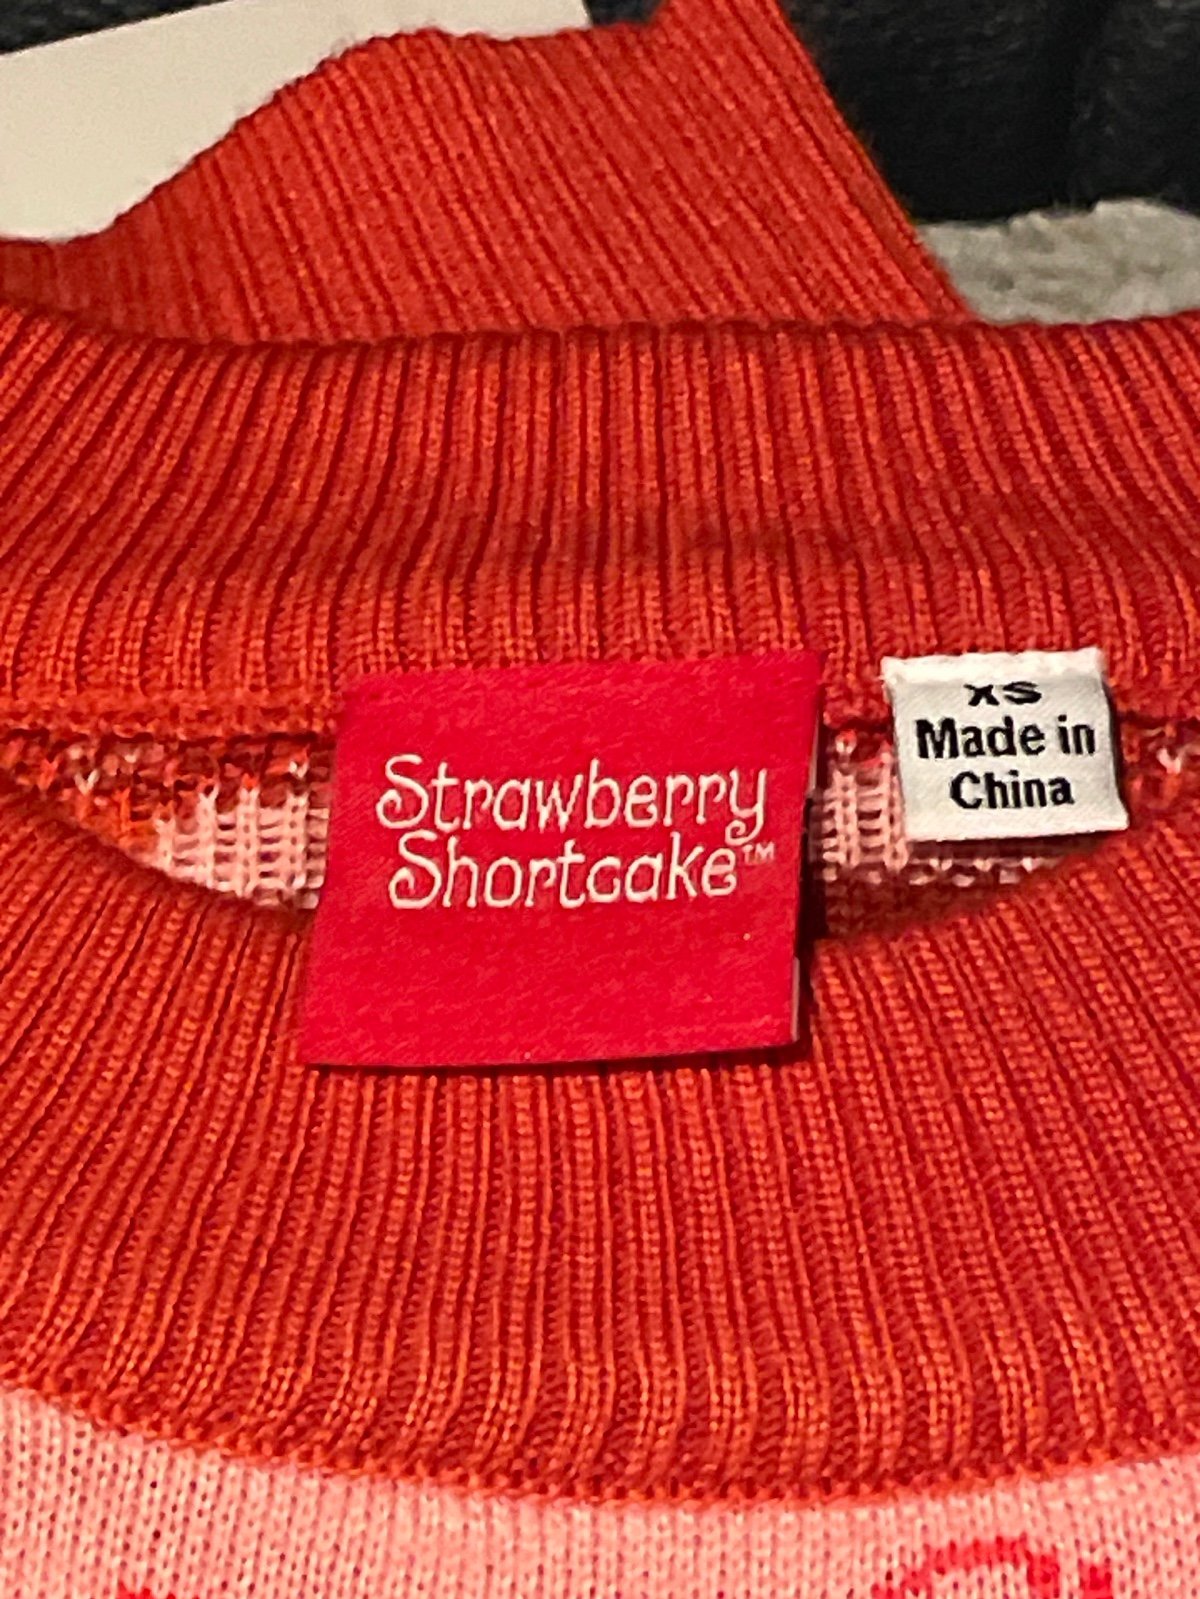 Strawberry
Shortcake™
XS
Made in
China